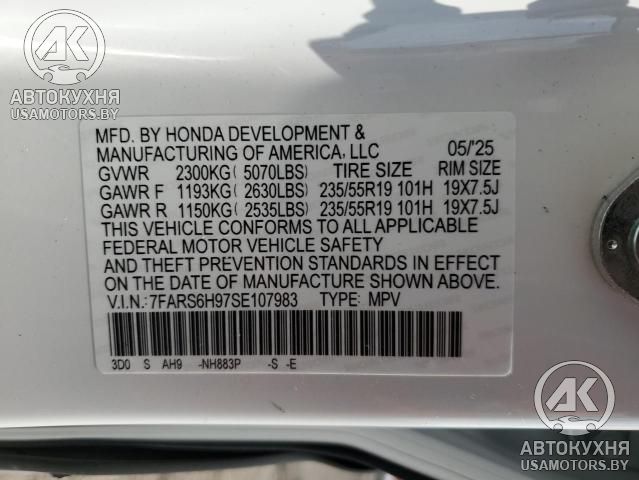 AK
АВТОКУХНЯ
USAMOTORS.BY
MFD. BY HONDA DEVELOPMENT &
MANUFACTURING OF AMERICA, LLC 05/'25
GVWR 2300KG( 5070LBS) TIRE SIZE RIM SIZE
GAWR F 1193KG( 2630LBS) 235/55R19 101H 19X7.5J
GAWR R 1150KG( 2535LBS) 235/55R19 101H 19X7.5J
THIS VEHICLE CONFORMS TO ALL APPLICABLE
FEDERAL MOTOR VEHICLE SAFETY
AND THEFT PREVENTION STANDARDS IN EFFECT
ON THE DATE OF MANUFACTURE SHOWN ABOVE.
V.I.N.:7FARS6H97SE107983 TYPE: MPV
3D0 S AH9 -NH883P -S -E
AK
АВТОКУХНЯ
USAMOTORS.BY